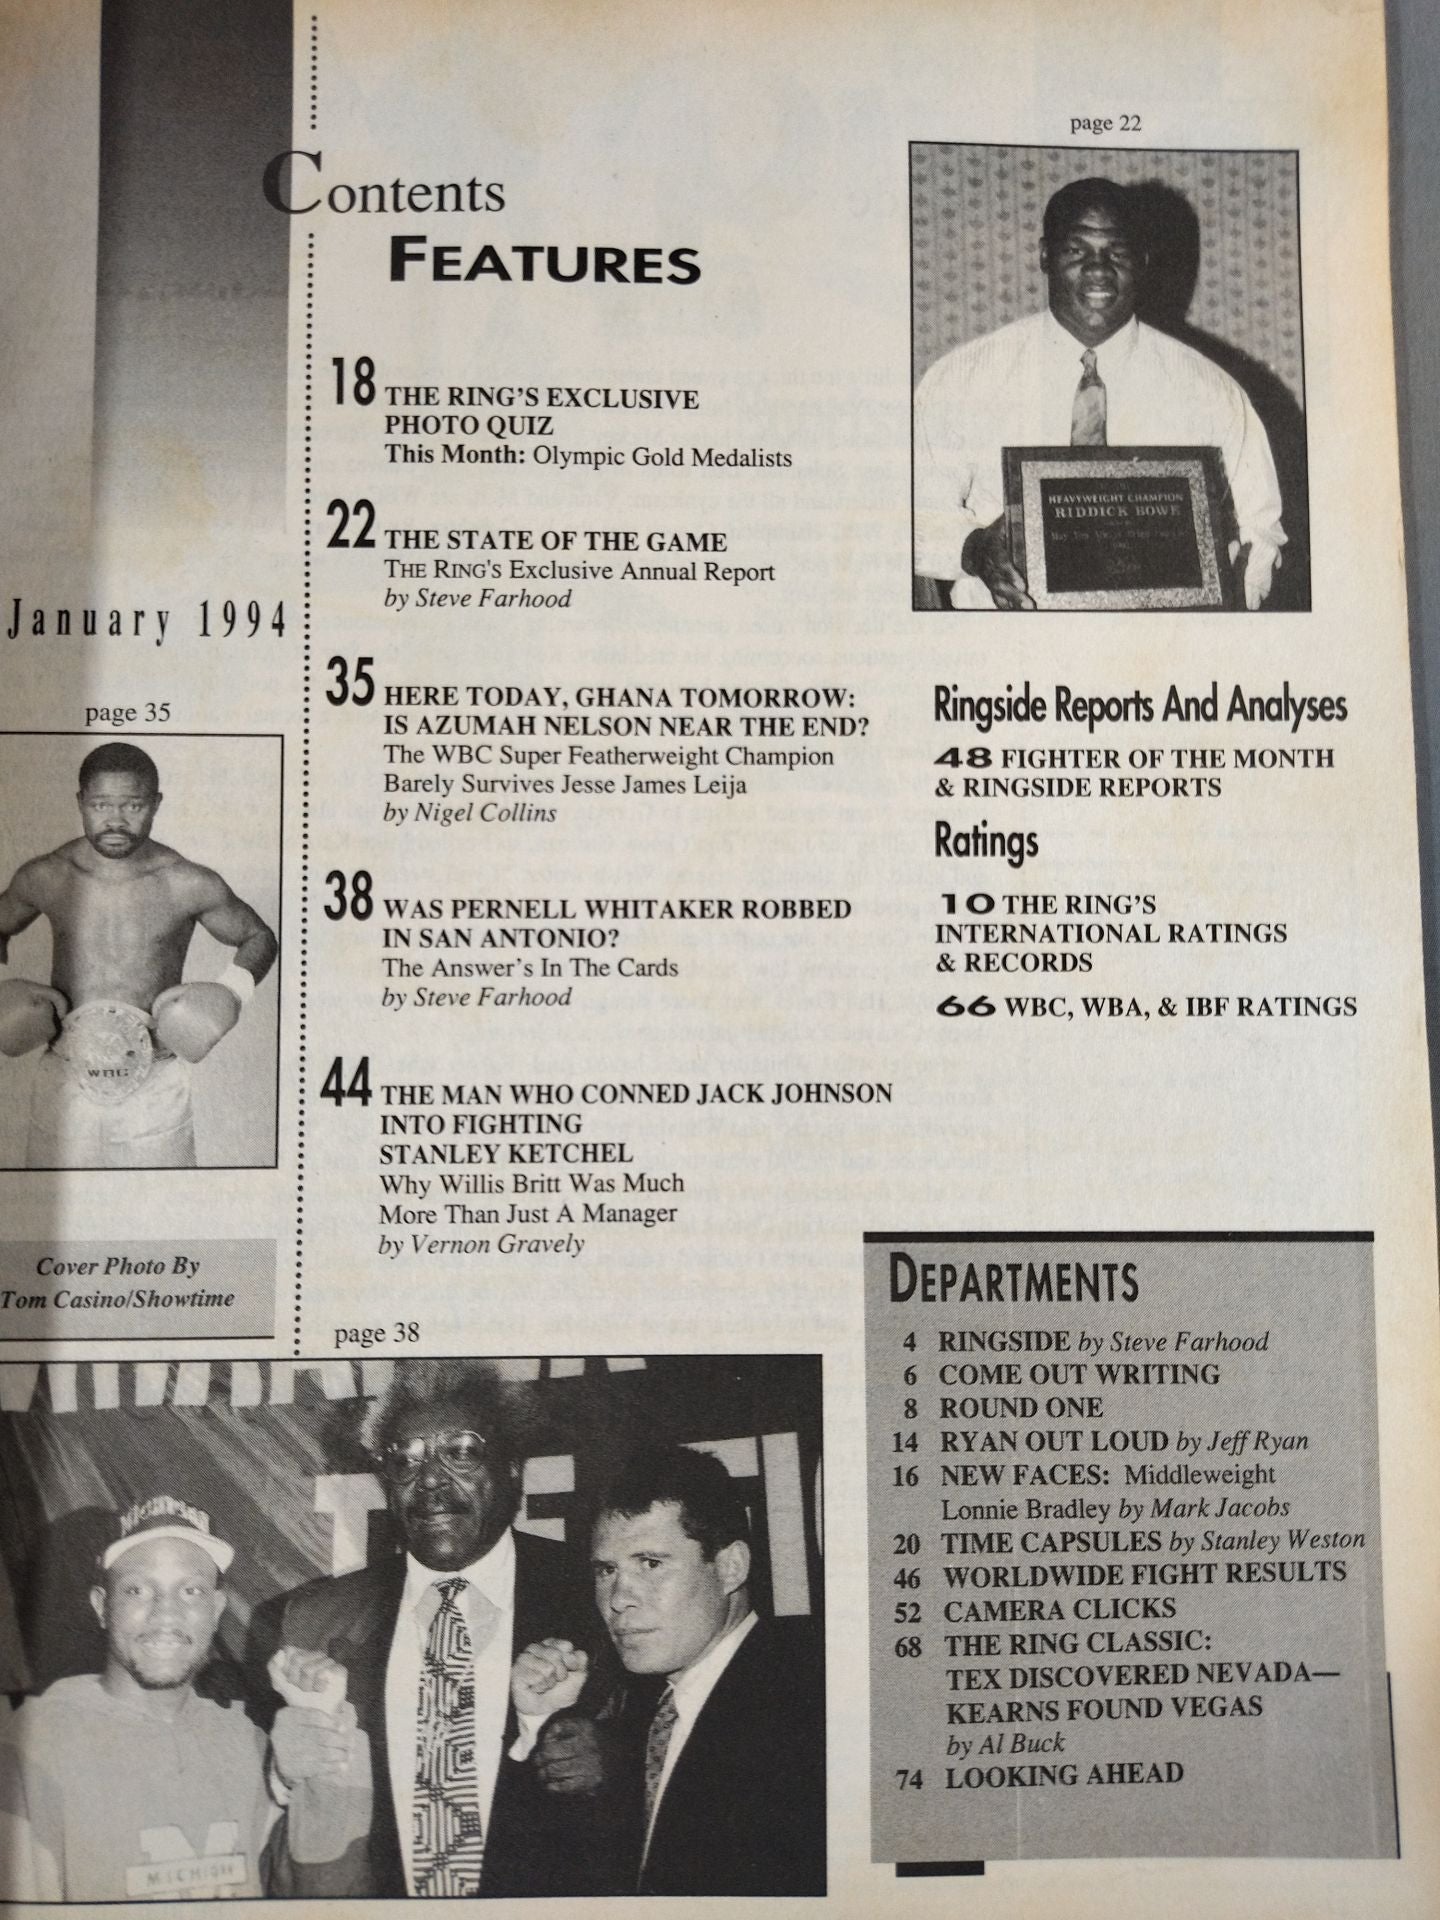 Contents
FEATURES
18 THE RING'S EXCLUSIVE
PHOTO QUIZ
This Month: Olympic Gold Medalists
22 THE STATE OF THE GAME
THE RING'S Exclusive Annual Report
by Steve Farhood
35 HERE TODAY, GHANA TOMORROW:
IS AZUMAH NELSON NEAR THE END?
The WBC Super Featherweight Champion
Barely Survives Jesse James Leija
by Nigel Collins
38 WAS PERNELL WHITAKER ROBBED
IN SAN ANTONIO?
The Answer's In The Cards
by Steve Farhood
44 THE MAN WHO CONNED JACK JOHNSON
INTO FIGHTING
STANLEY KETCHEL
Why Willis Britt Was Much
More Than Just A Manager
by Vernon Gravely
January 1994
page 35
WBC
Cover Photo By
Tom Casino/Showtime
page 38
MICHIGAN
M
MICHIGAN
page 22
HEAVYWEIGHT CHAMPION
RIDDICK BOWE
Ringside Reports And Analyses
48 FIGHTER OF THE MONTH
& RINGSIDE REPORTS
Ratings
10 THE RING'S
INTERNATIONAL RATINGS
& RECORDS
66 WBC, WBA, & IBF RATINGS
DEPARTMENTS
4 RINGSIDE by Steve Farhood
6 COME OUT WRITING
8 ROUND ONE
14 RYAN OUT LOUD by Jeff Ryan
16 NEW FACES: Middleweight
Lonnie Bradley by Mark Jacobs
20 TIME CAPSULES by Stanley Weston
46 WORLDWIDE FIGHT RESULTS
52 CAMERA CLICKS
68 THE RING CLASSIC:
TEX DISCOVERED NEVADA—
KEARNS FOUND VEGAS
by Al Buck
74 LOOKING AHEAD